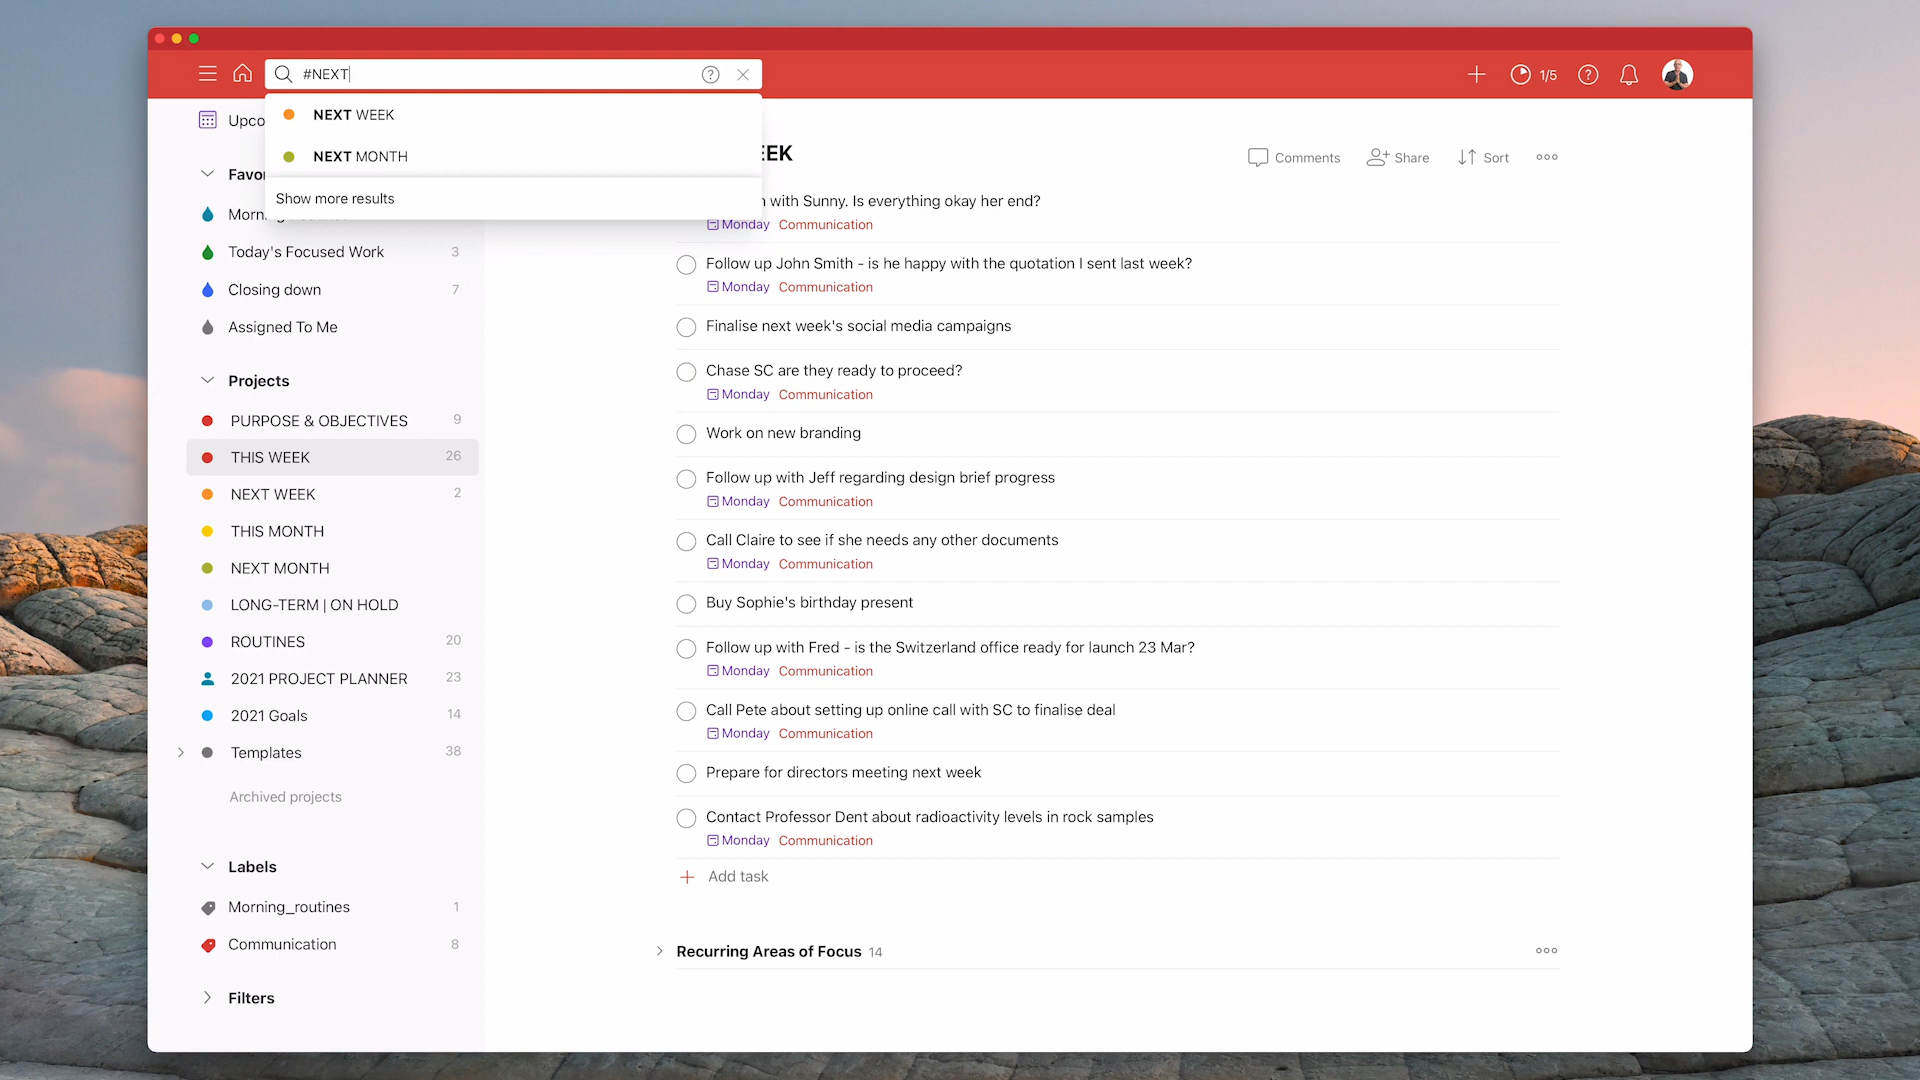 #NEXT
1/5
NEXT WEEK
NEXT MONTH
Show more results
Upco
Favor
Today's Focused Work 3
Closing down 7
Assigned To Me
Projects
PURPOSE & OBJECTIVES 9
THIS WEEK 26
NEXT WEEK 2
THIS MONTH
NEXT MONTH
LONG-TERM | ON HOLD
ROUTINES 20
2021 PROJECT PLANNER 23
2021 Goals 14
Templates 38
Archived projects
Labels
Morning_routines 1
Communication 8
Filters
EEK
Comments Share Sort
with Sunny. Is everything okay her end?
Monday Communication
Follow up John Smith - is he happy with the quotation I sent last week?
Monday Communication
Finalise next week's social media campaigns
Chase SC are they ready to proceed?
Monday Communication
Work on new branding
Follow up with Jeff regarding design brief progress
Monday Communication
Call Claire to see if she needs any other documents
Monday Communication
Buy Sophie's birthday present
Follow up with Fred - is the Switzerland office ready for launch 23 Mar?
Monday Communication
Call Pete about setting up online call with SC to finalise deal
Monday Communication
Prepare for directors meeting next week
Contact Professor Dent about radioactivity levels in rock samples
Monday Communication
Add task
Recurring Areas of Focus 14